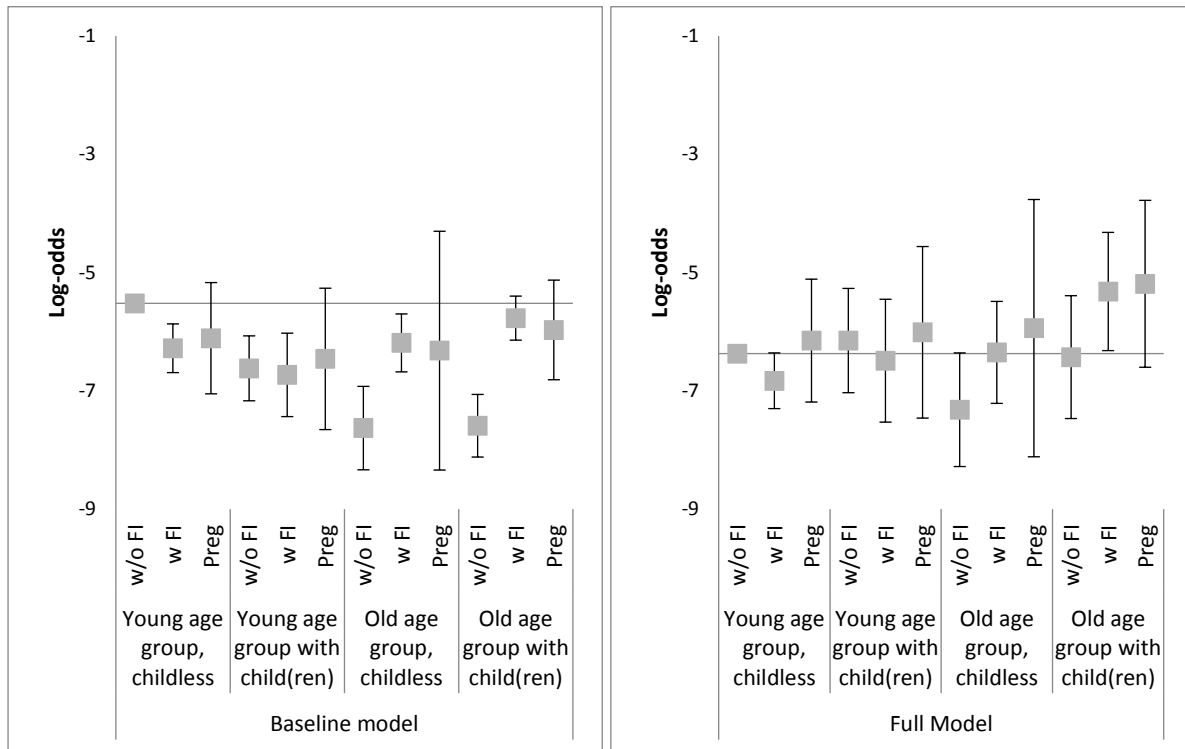 -1
-3
-5
-7
-9
Log-odds
w/o FI
w FI
Preg
w/o FI
w FI
Preg
w/o FI
w FI
Preg
w/o FI
w FI
Preg
Young age
group,
childless
Young age
group with
child(ren)
Old age
group,
childless
Old age
group with
child(ren)
Baseline model
-1
-3
-5
-7
-9
Log-odds
w/o FI
w FI
Preg
w/o FI
w FI
Preg
w/o FI
w FI
Preg
w/o FI
w FI
Preg
Young age
group,
childless
Young age
group with
child(ren)
Old age
group,
childless
Old age
group with
child(ren)
Full Model